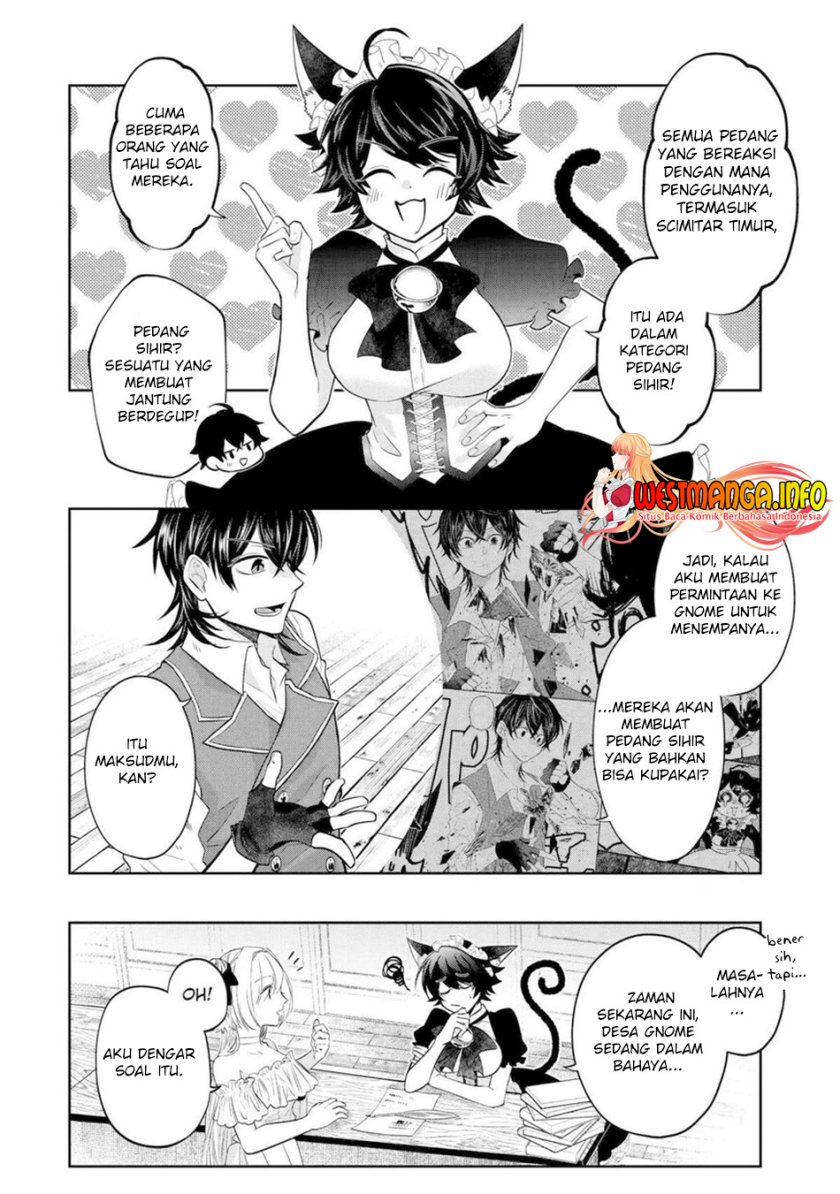 SEMUA PEDANG
YANG BEREAKSI
DENGAN MANA
PENGGUNANYA,
TERMASUK
SCIMITAR TIMUR,
ITU ADA
DALAM
KATEGORI
PEDANG
SIHIR!
CUMA
BEBERAPA
ORANG YANG
TAHU SOAL
MEREKA.
PEDANG
SIHIR?
SESUATU YANG
MEMBUAT
JANTUNG
BERDEGUP!
WESTMANGA.INFO
Situs Baca Komik Berbahasa Indonesia
JADI, KALAU
AKU MEMBUAT
PERMINTAAN KE
GNOME UNTUK
MENEMPANYA...
...MEREKA AKAN
MEMBUAT
PEDANG SIHIR
YANG BAHKAN
BISA KUPAKAI?
ITU
MAKSUDMU,
KAN?
bener
sih,
tapi...
MASA-
LAHNYA
...
ZAMAN
SEKARANG INI,
DESA GNOME
SEDANG DALAM
BAHAYA...
OH!
AKU DENGAR
SOAL ITU.